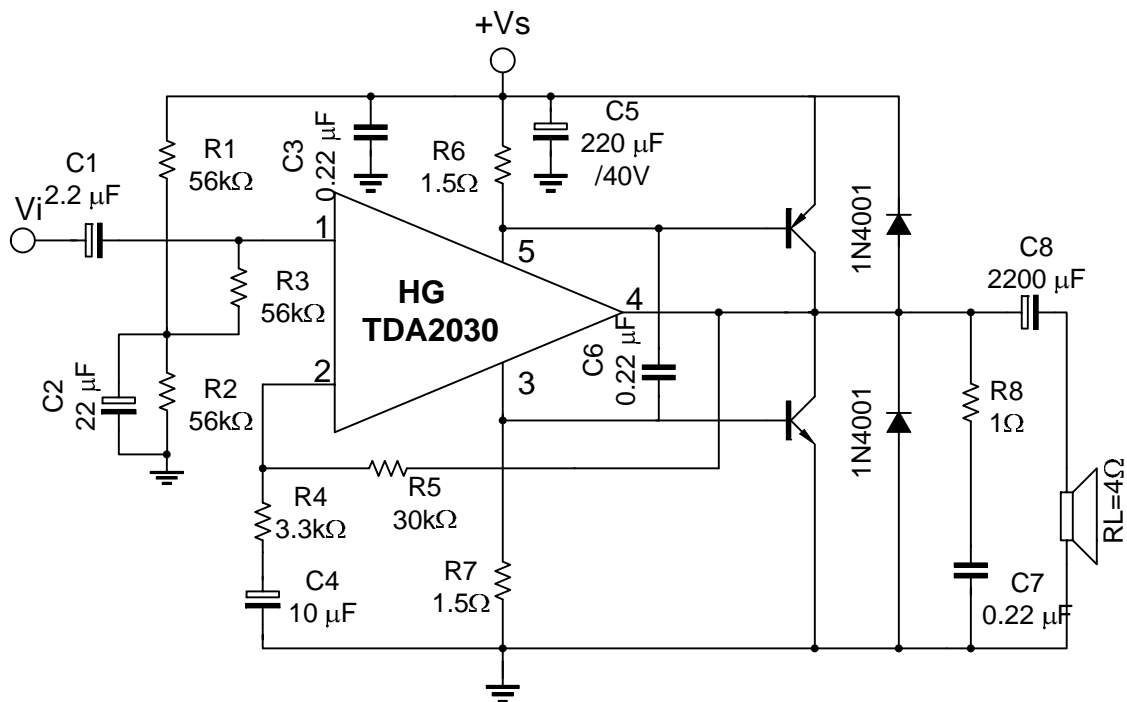 +Vs
C1
2.2 μF
Vi
R1
56kΩ
C3
0.22 μF
R6
1.5Ω
C5
220 μF
/40V
1N4001
C8
2200 μF
1
5
R3
56kΩ
HG
TDA2030
4
C6
0.22 μF
2
3
C2
22 μF
R2
56kΩ
R8
1Ω
1N4001
R4
3.3kΩ
R5
30kΩ
RL=4Ω
C4
10 μF
R7
1.5Ω
C7
0.22 μF